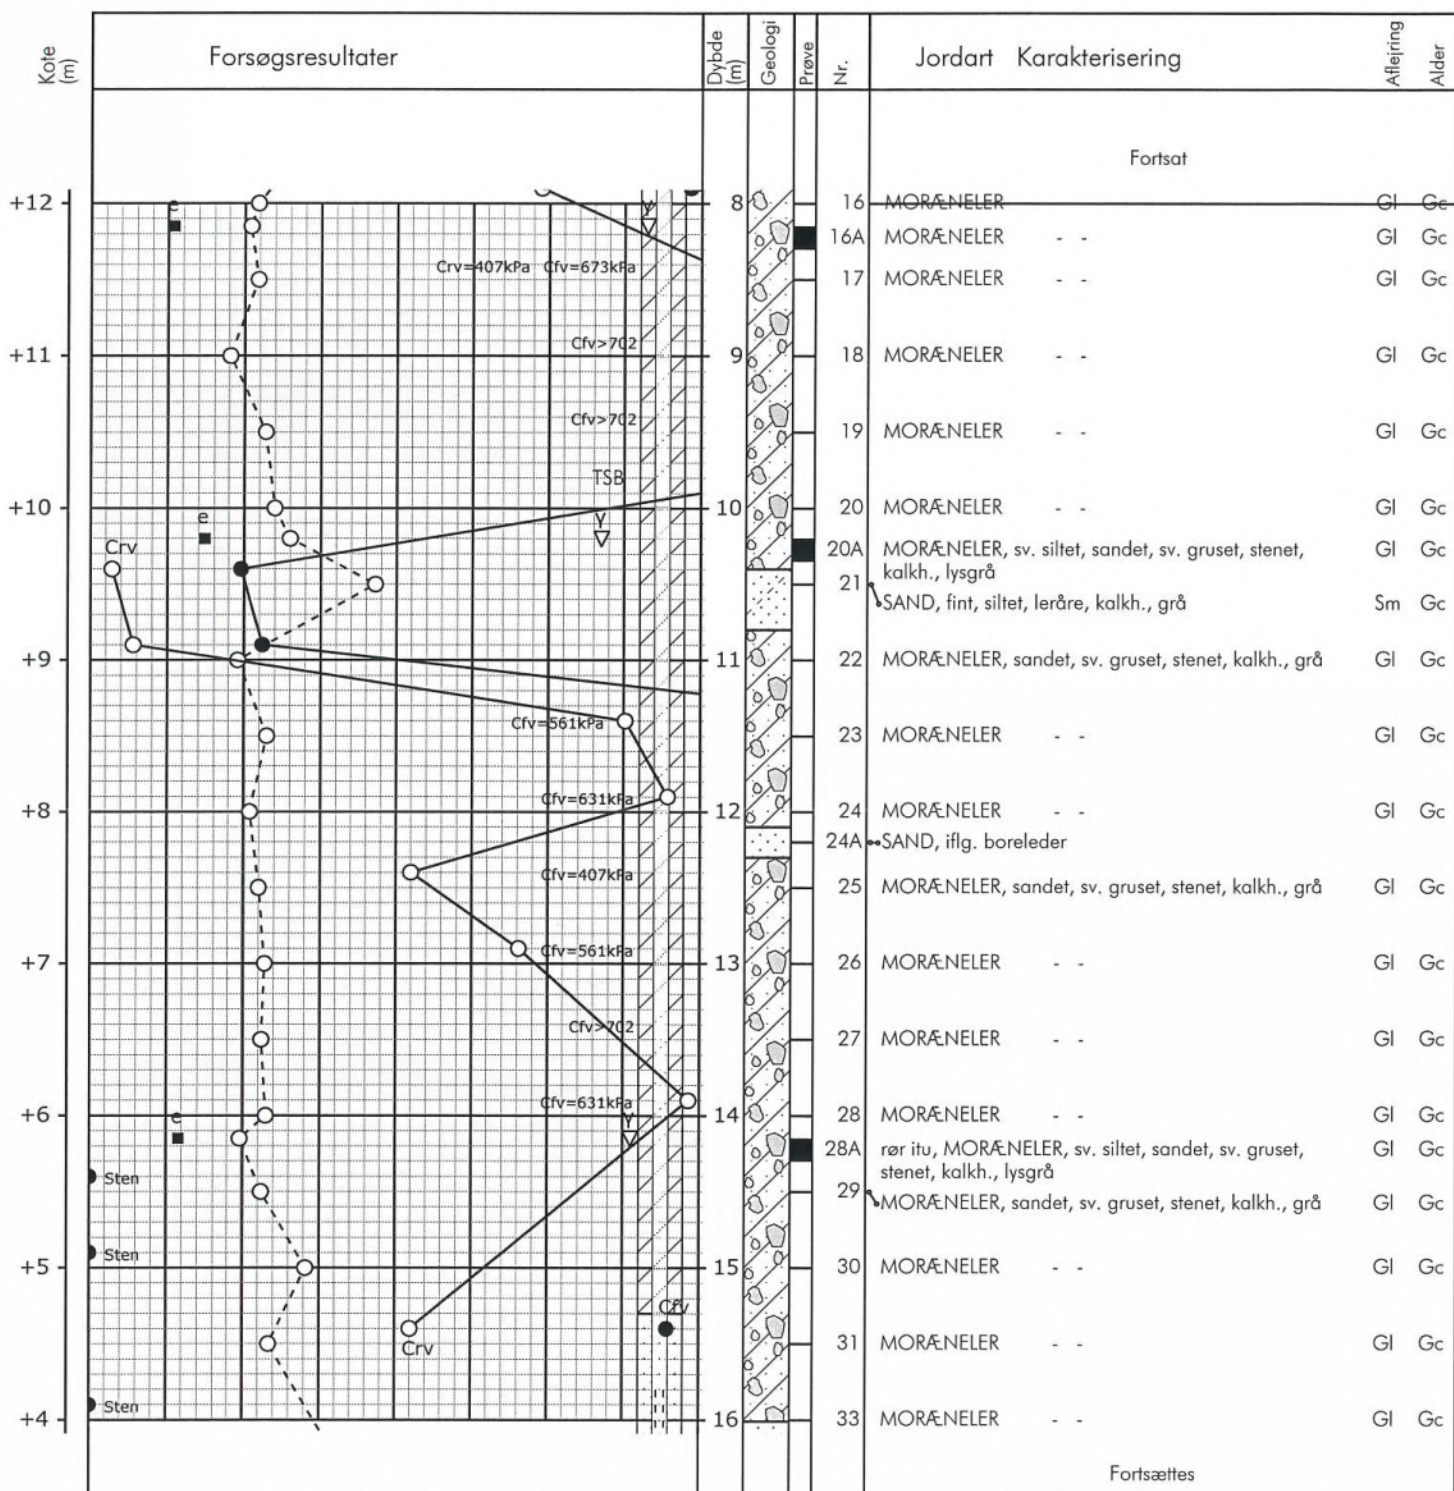 Kote (m) Forsøgsresultater Dybde (m) Geologi Prøve Nr. Jordart Karakterisering Aflejring Alder
Fortsat
+12 8 16 MORÆNELER Gl Gc
e γ 16A MORÆNELER - - Gl Gc
Crv=407kPa Cfv=673kPa 17 MORÆNELER - - Gl Gc
+11 Cfv>702 9 18 MORÆNELER - - Gl Gc
Cfv>702 19 MORÆNELER - - Gl Gc
TSB
+10 10 20 MORÆNELER - - Gl Gc
Crv e γ 20A MORÆNELER, sv. siltet, sandet, sv. gruset, stenet, Gl Gc
kalkh., lysgrå
21 SAND, fint, siltet, leråre, kalkh., grå Sm Gc
+9 11 22 MORÆNELER, sandet, sv. gruset, stenet, kalkh., grå Gl Gc
Cfv=561kPa 23 MORÆNELER - - Gl Gc
+8 Cfv=631kPa 12 24 MORÆNELER - - Gl Gc
24A SAND, iflg. boreleder
Cfv=407kPa 25 MORÆNELER, sandet, sv. gruset, stenet, kalkh., grå Gl Gc
+7 Cfv=561kPa 13 26 MORÆNELER - - Gl Gc
Cfv>702 27 MORÆNELER - - Gl Gc
+6 Cfv=631kPa 14 28 MORÆNELER - - Gl Gc
e γ 28A rør itu, MORÆNELER, sv. siltet, sandet, sv. gruset, Gl Gc
Sten stenet, kalkh., lysgrå
29 MORÆNELER, sandet, sv. gruset, stenet, kalkh., grå Gl Gc
Sten
+5 15 30 MORÆNELER - - Gl Gc
Cfv
Crv 31 MORÆNELER - - Gl Gc
Sten
+4 16 33 MORÆNELER - - Gl Gc
Fortsættes